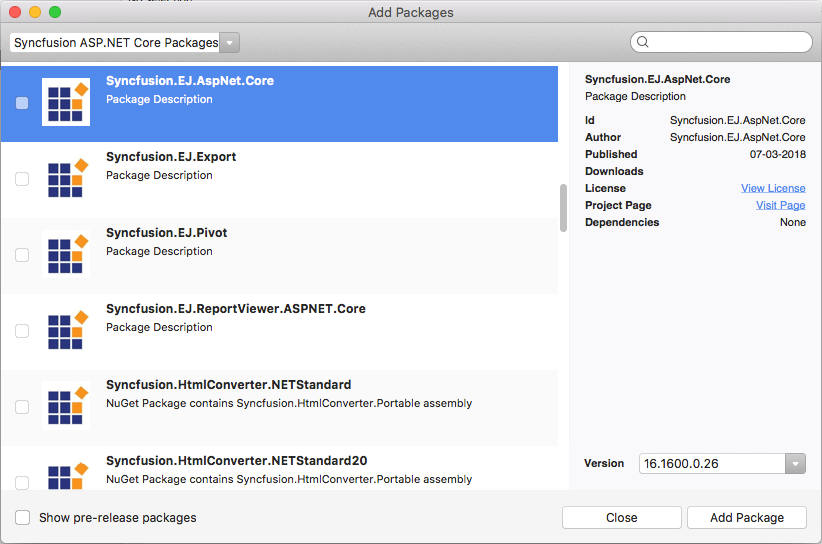 Add Packages
Syncfusion ASP.NET Core Packages
Syncfusion.EJ.AspNet.Core
Package Description
Syncfusion.EJ.Export
Package Description
Syncfusion.EJ.Pivot
Package Description
Syncfusion.EJ.ReportViewer.ASPNET.Core
Package Description
Syncfusion.HtmlConverter.NETStandard
NuGet Package contains Syncfusion.HtmlConverter.Portable assembly
Syncfusion.HtmlConverter.NETStandard20
NuGet Package contains Syncfusion.HtmlConverter.Portable assembly
Syncfusion.EJ.AspNet.Core
Package Description
Id Syncfusion.EJ.AspNet.Core
Author Syncfusion.EJ.AspNet.Core
Published 07-03-2018
Downloads
License View License
Project Page Visit Page
Dependencies None
Version 16.1600.0.26
Show pre-release packages
Close
Add Package